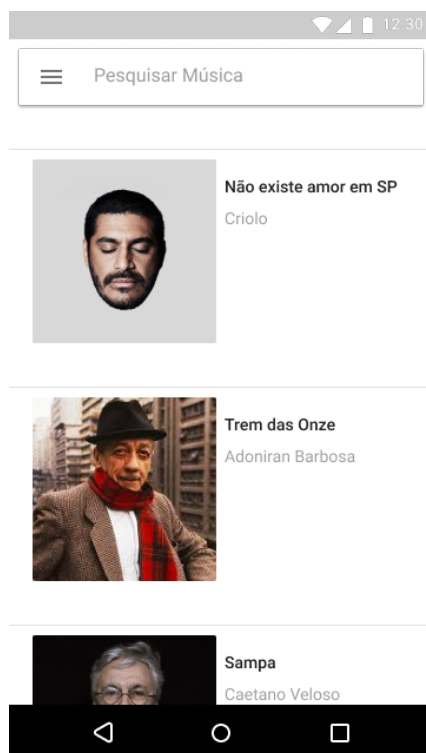 12:30
Pesquisar Música
Não existe amor em SP
Criolo
Trem das Onze
Adoniran Barbosa
Sampa
Caetano Veloso